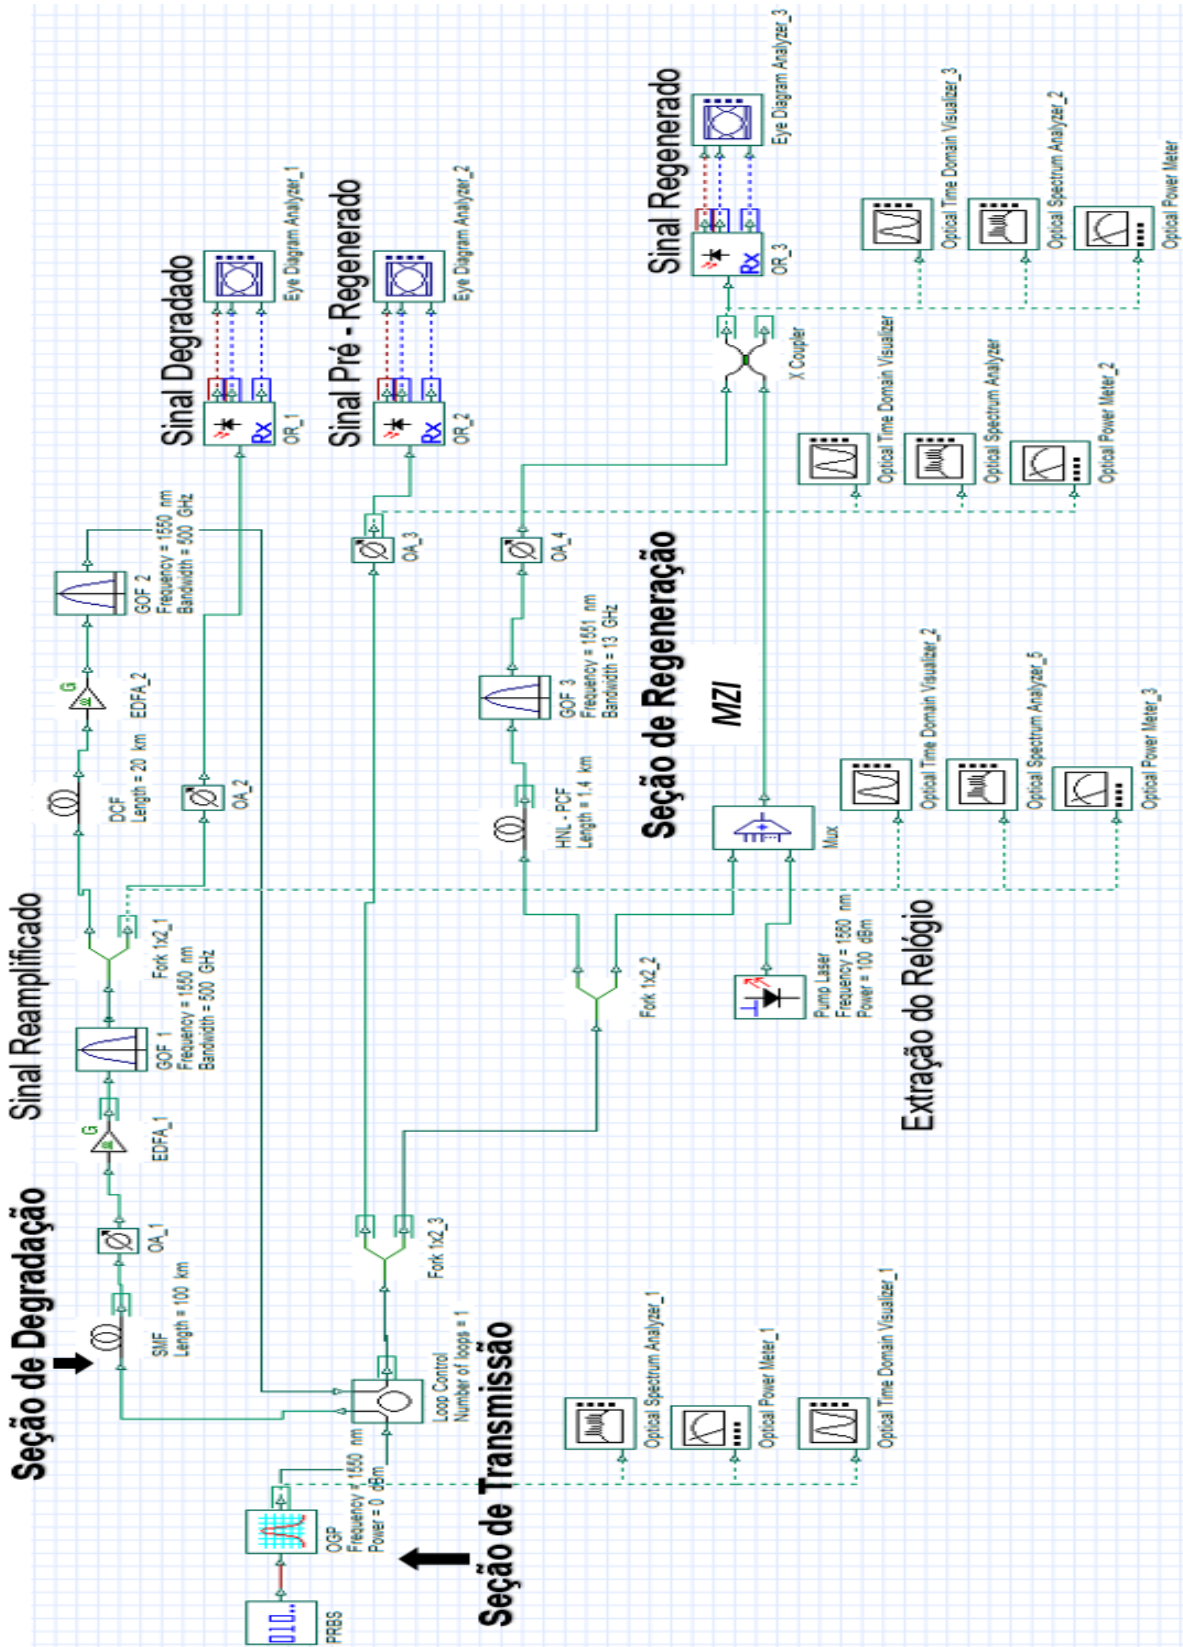 Seção de Degradação
SMF
Length = 100 km
OA_1
EDFA_1
G
Sinal Reamplificado
GOF 1
Frequency = 1550 nm
Bandwidth = 500 GHz
Fork 1x2_1
DCF
Length = 20 km
EDFA_2
G
GOF 2
Frequency = 1550 nm
Bandwidth = 500 GHz
OA_2
Sinal Degradado
Rx
OR_1
Eye Diagram Analyzer_1
Sinal Pré - Regenerado
OA_3
Rx
OR_2
Eye Diagram Analyzer_2
010...
PRBS
OGP
Frequency = 1550 nm
Power = 0 dBm
Seção de Transmissão
Loop Control
Number of loops = 1
Fork 1x2_3
Optical Spectrum Analyzer_1
Optical Power Meter_1
Optical Time Domain Visualizer_1
Fork 1x2_2
HNL - PCF
Length = 1.4 km
GOF 3
Frequency = 1551 nm
Bandwidth = 13 GHz
OA_4
Seção de Regeneração
MZI
Mux
Pump Laser
Frequency = 1560 nm
Power = 100 dBm
Extração do Relógio
Optical Time Domain Visualizer_2
Optical Spectrum Analyzer_5
Optical Power Meter_3
Optical Time Domain Visualizer
Optical Spectrum Analyzer
Optical Power Meter_2
X Coupler
Sinal Regenerado
Rx
OR_3
Eye Diagram Analyzer_3
Optical Time Domain Visualizer_3
Optical Spectrum Analyzer_2
Optical Power Meter